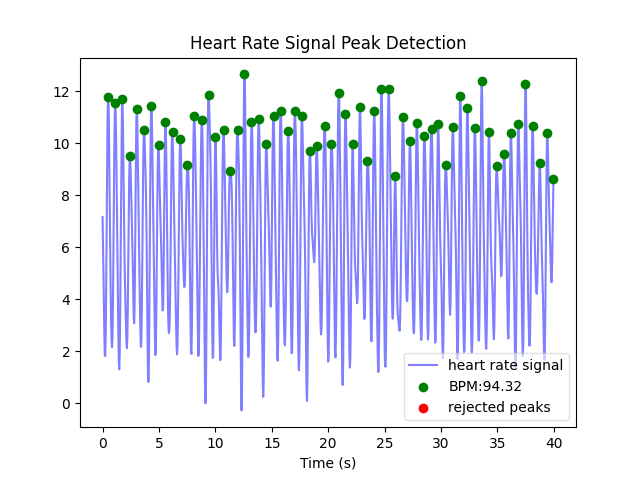 Heart Rate Signal Peak Detection
12
10
8
6
4
2
0
heart rate signal
BPM:94.32
rejected peaks
0 5 10 15 20 25 30 35 40
Time (s)